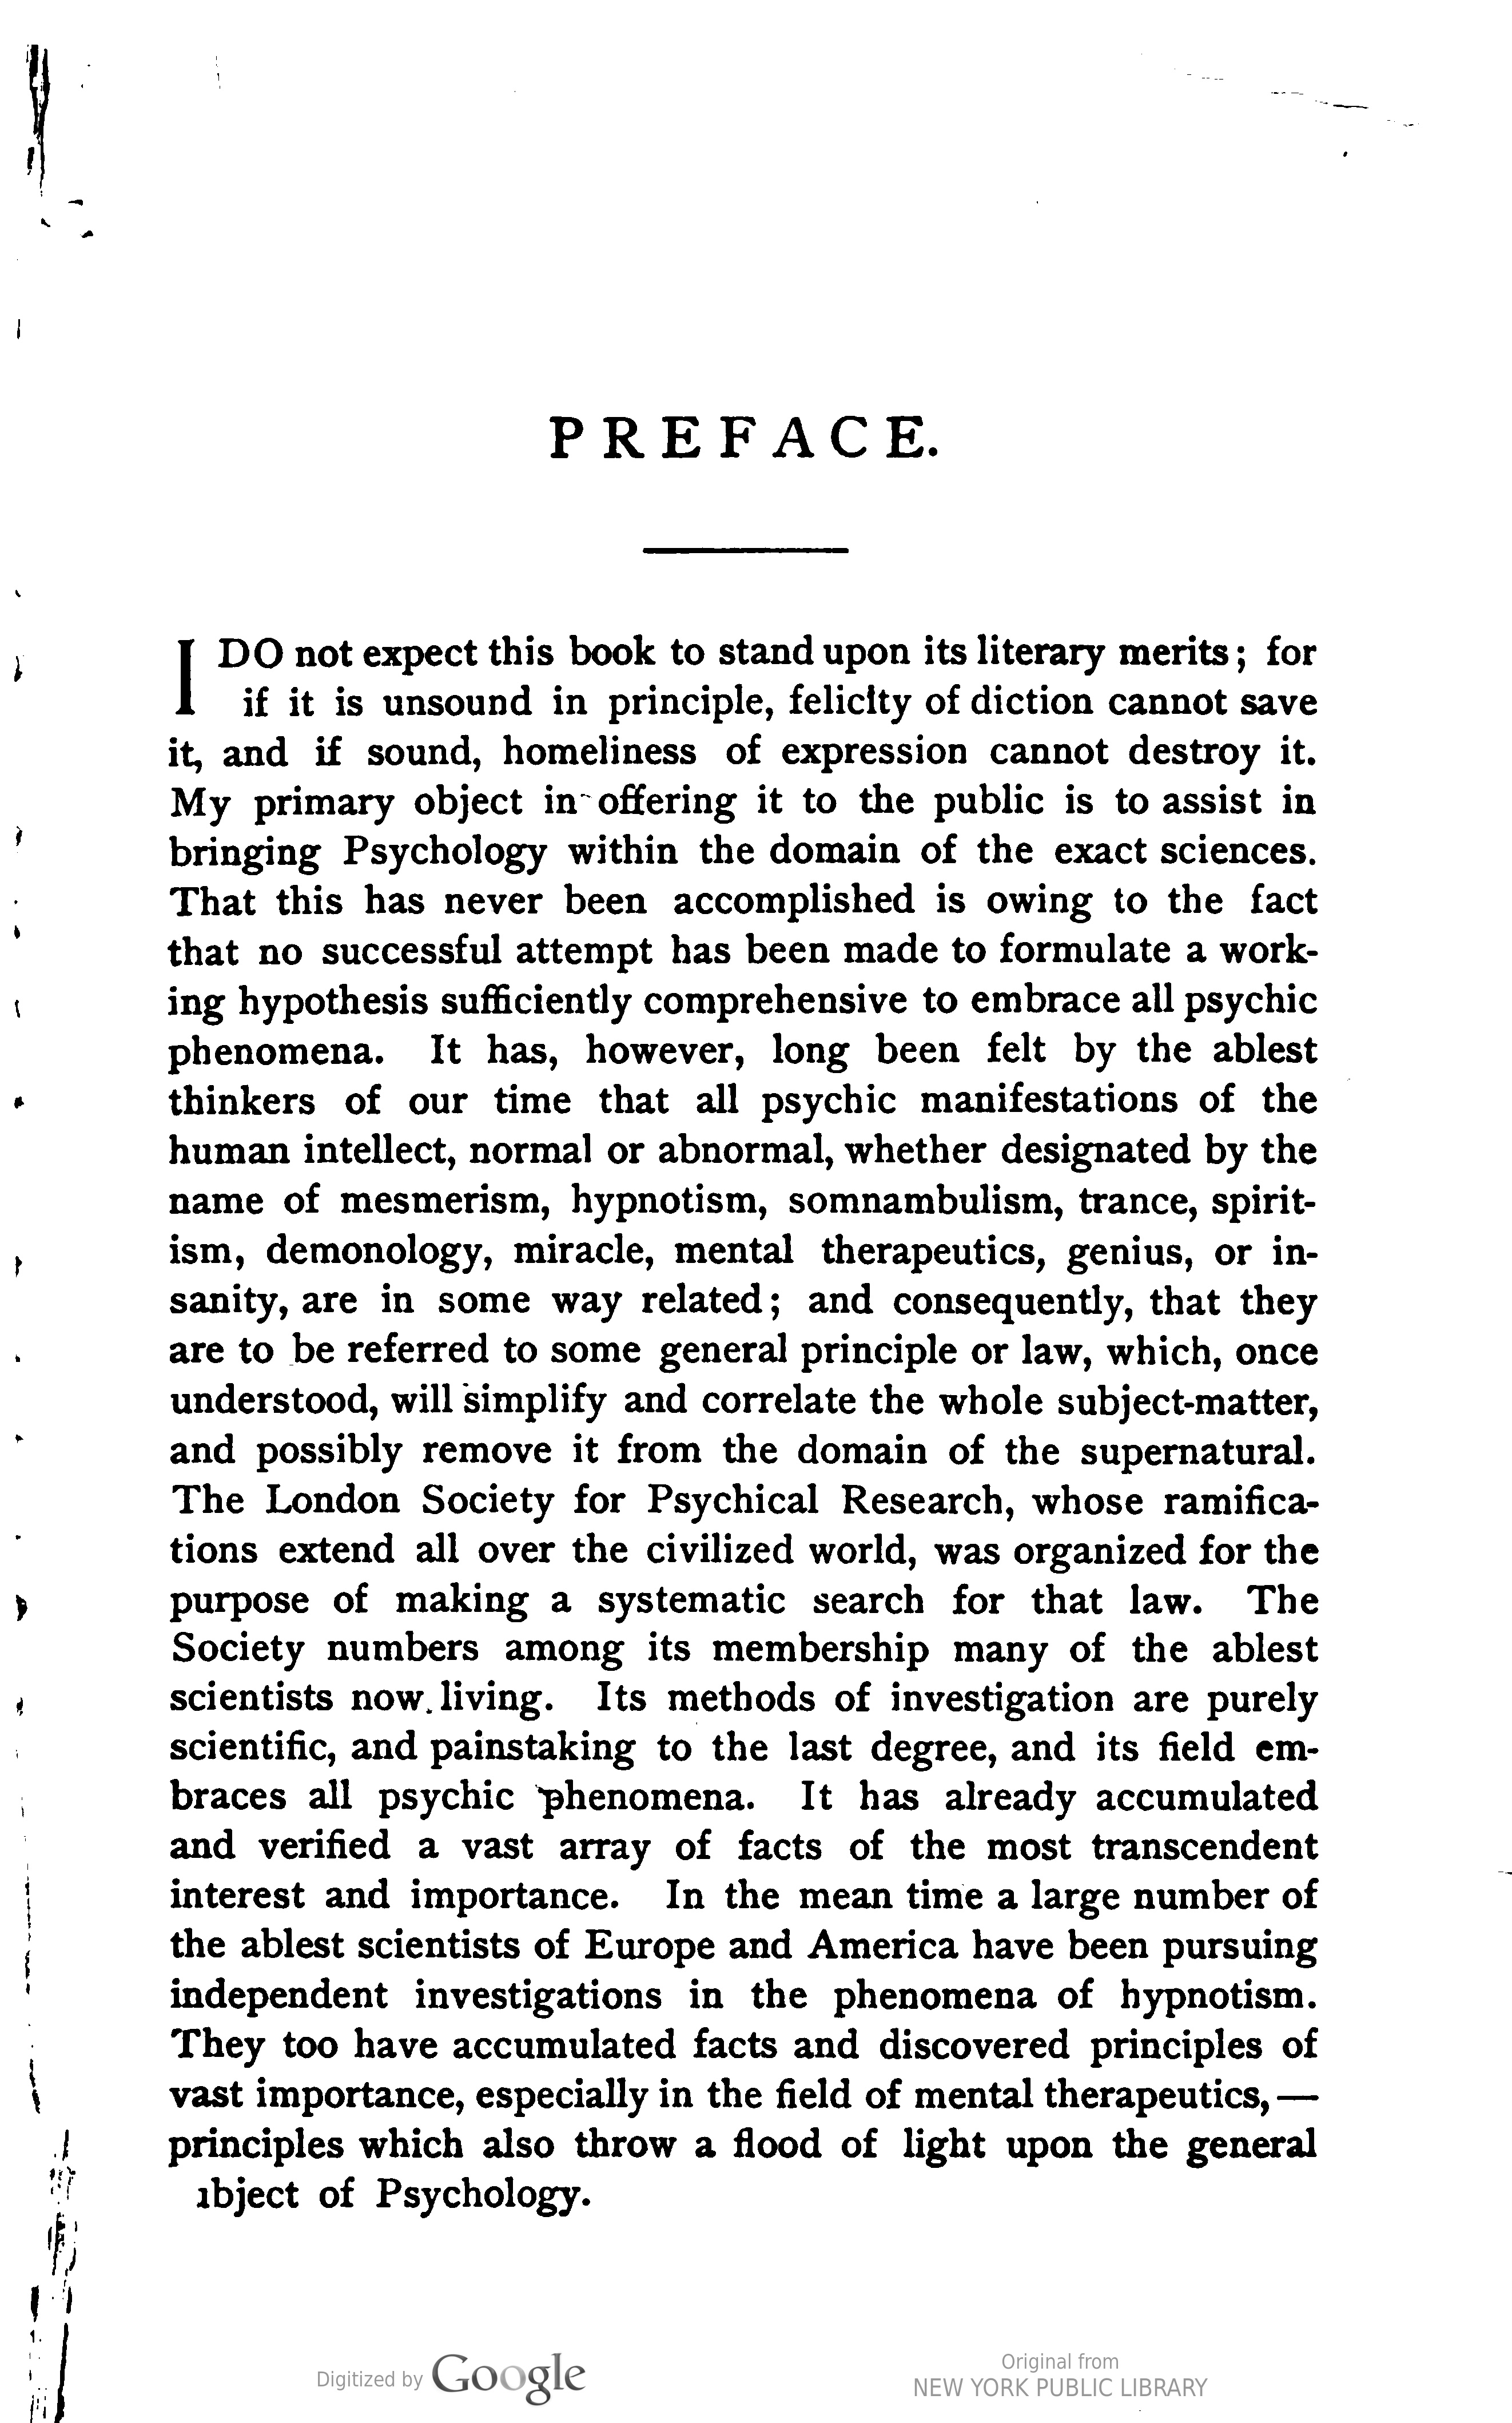 PREFACE.
I DO not expect this book to stand upon its literary merits; for
if it is unsound in principle, felicity of diction cannot save
it, and if sound, homeliness of expression cannot destroy it.
My primary object in offering it to the public is to assist in
bringing Psychology within the domain of the exact sciences.
That this has never been accomplished is owing to the fact
that no successful attempt has been made to formulate a work-
ing hypothesis sufficiently comprehensive to embrace all psychic
phenomena. It has, however, long been felt by the ablest
thinkers of our time that all psychic manifestations of the
human intellect, normal or abnormal, whether designated by the
name of mesmerism, hypnotism, somnambulism, trance, spirit-
ism, demonology, miracle, mental therapeutics, genius, or in-
sanity, are in some way related; and consequently, that they
are to be referred to some general principle or law, which, once
understood, will simplify and correlate the whole subject-matter,
and possibly remove it from the domain of the supernatural.
The London Society for Psychical Research, whose ramifica-
tions extend all over the civilized world, was organized for the
purpose of making a systematic search for that law. The
Society numbers among its membership many of the ablest
scientists now living. Its methods of investigation are purely
scientific, and painstaking to the last degree, and its field em-
braces all psychic phenomena. It has already accumulated
and verified a vast array of facts of the most transcendent
interest and importance. In the mean time a large number of
the ablest scientists of Europe and America have been pursuing
independent investigations in the phenomena of hypnotism.
They too have accumulated facts and discovered principles of
vast importance, especially in the field of mental therapeutics,—
principles which also throw a flood of light upon the general
bject of Psychology.
Digitized by Google
Original from
NEW YORK PUBLIC LIBRARY